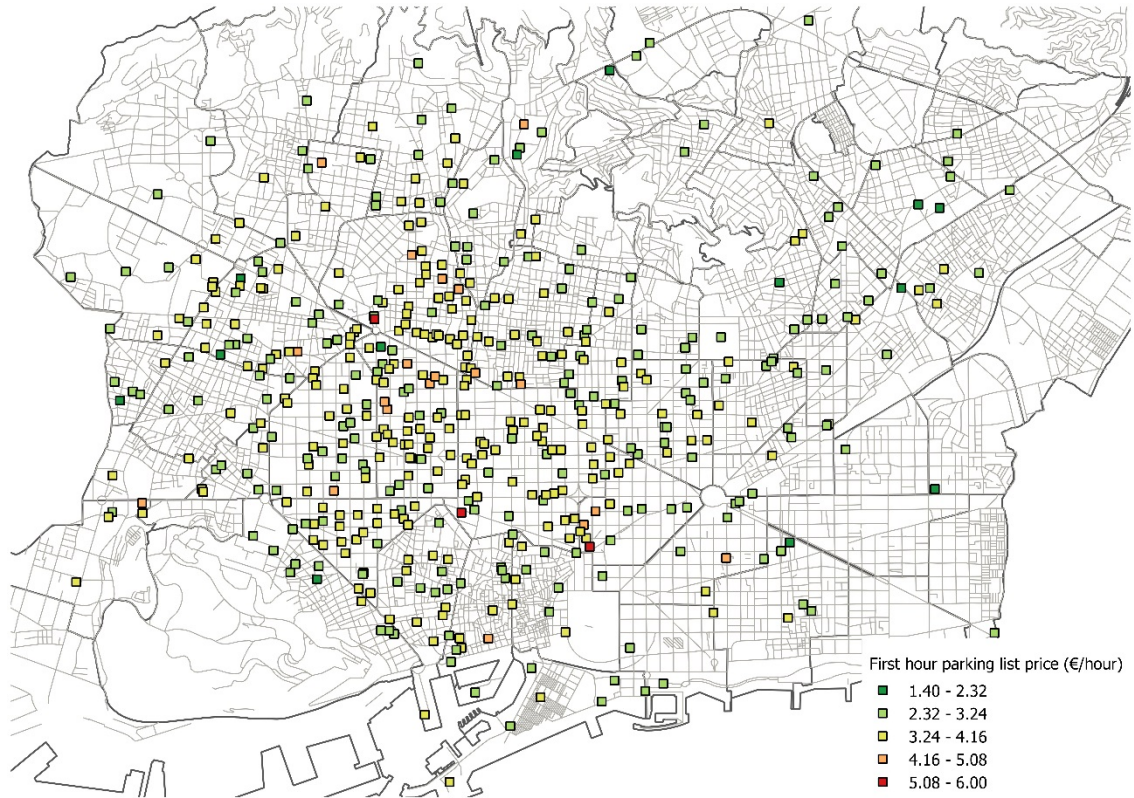 First hour parking list price (€/hour)
1.40 - 2.32
2.32 - 3.24
3.24 - 4.16
4.16 - 5.08
5.08 - 6.00